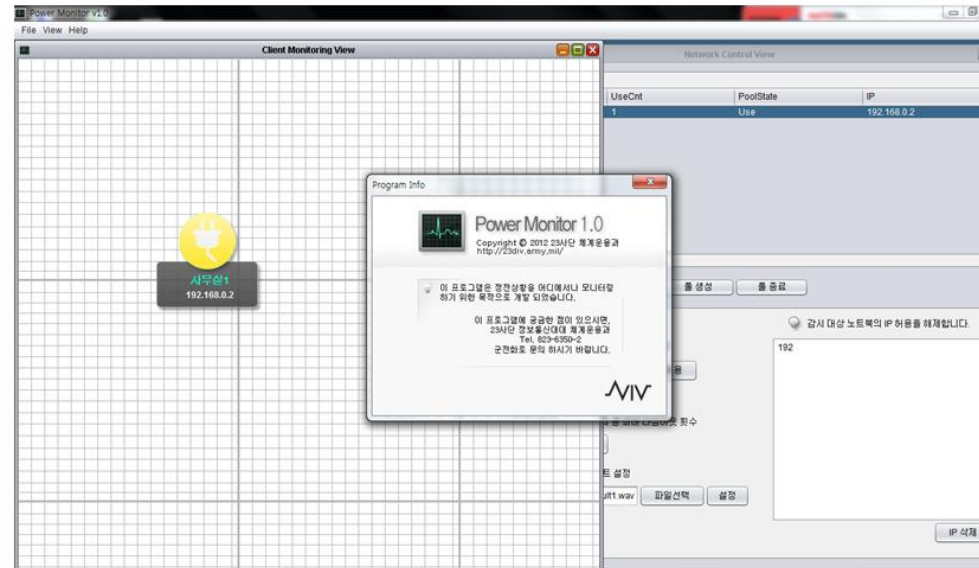 Power Monitor v1.0
File View Help
Client Monitoring View
Network Control View
UseCnt PoolState IP
1 Use 192.168.0.2
Program Info
Power Monitor 1.0
Copyright © 2012 23사단 체계운용과
http://23div.army.mil/
이 프로그램은 정전상황을 어디에서나 모니터링
하기 위한 목적으로 개발 되었습니다.
이 프로그램에 궁금한 점이 있으시면,
23사단 정보통신대대 체계운용과
Tel. 823-6350~2
군전화로 문의 하시기 바랍니다.
사무실1
192.168.0.2
풀 생성 풀 종료
감시 대상 노트북의 IP 허용을 해제합니다.
192
용
횟수
트 설정
ult1.wav 파일선택 설정
IP 삭제